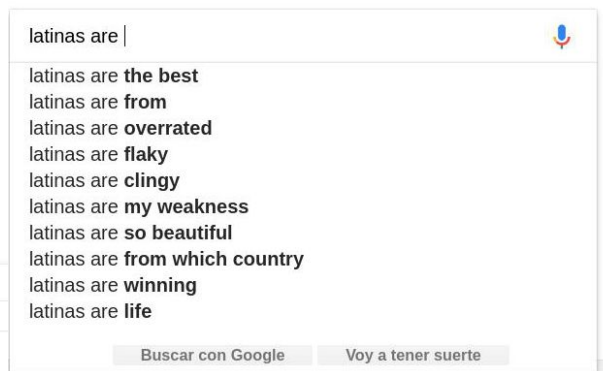 latinas are
latinas are the best
latinas are from
latinas are overrated
latinas are flaky
latinas are clingy
latinas are my weakness
latinas are so beautiful
latinas are from which country
latinas are winning
latinas are life
Buscar con Google Voy a tener suerte